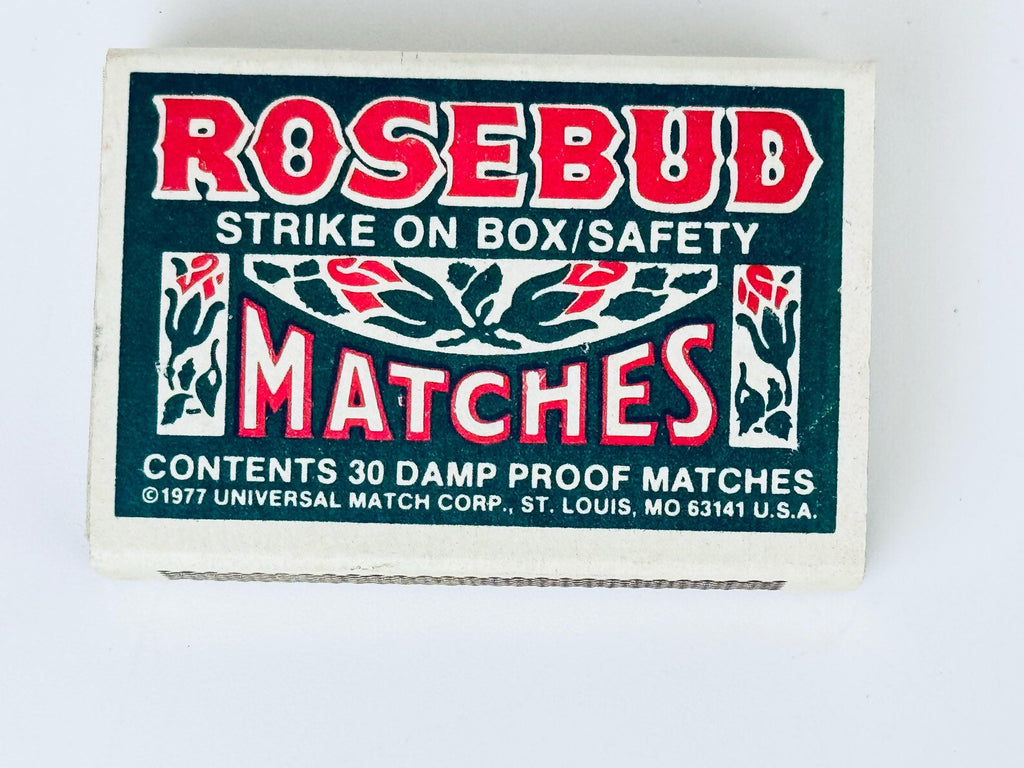 ROSEBUD
STRIKE ON BOX/SAFETY
MATCHES
CONTENTS 30 DAMP PROOF MATCHES
©1977 UNIVERSAL MATCH CORP., ST. LOUIS, MO 63141 U.S.A.